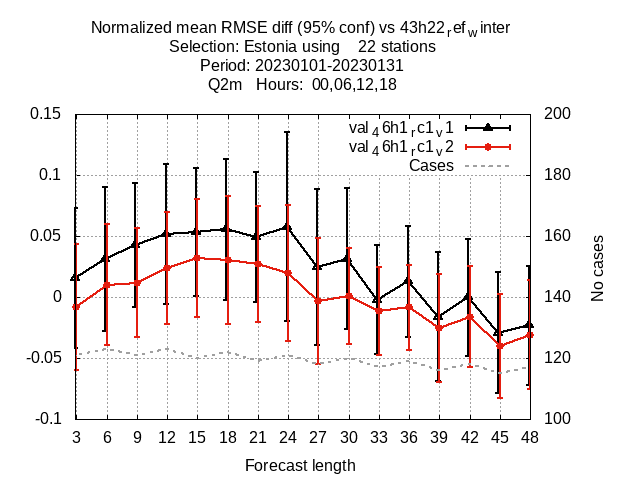 Normalized mean RMSE diff (95% conf) vs 43h22refwinter
Selection: Estonia using 22 stations
Period: 20230101-20230131
Q2m Hours: 00,06,12,18
0.15
0.1
0.05
0
-0.05
-0.1
200
180
160
140
120
100
val46h1rc1v1
val46h1rc1v2
Cases
No cases
3 6 9 12 15 18 21 24 27 30 33 36 39 42 45 48
Forecast length